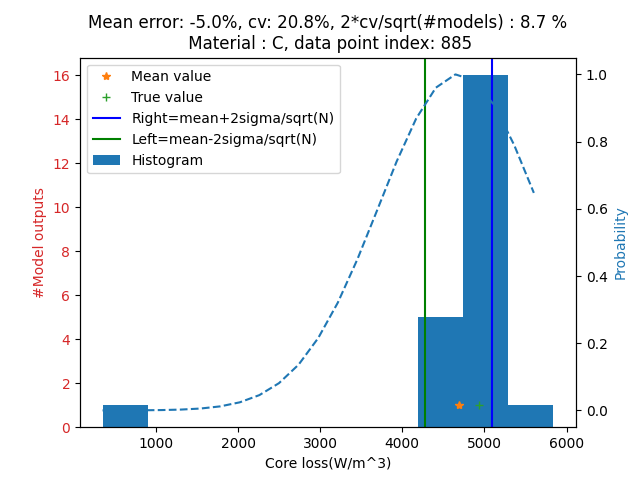 Mean error: -5.0%, cv: 20.8%, 2*cv/sqrt(#models) : 8.7 %
Material : C, data point index: 885
Mean value
True value
Right=mean+2sigma/sqrt(N)
Left=mean-2sigma/sqrt(N)
Histogram
16
14
12
10
8
6
4
2
0
#Model outputs
1.0
0.8
0.6
0.4
0.2
0.0
Probability
1000 2000 3000 4000 5000 6000
Core loss(W/m^3)